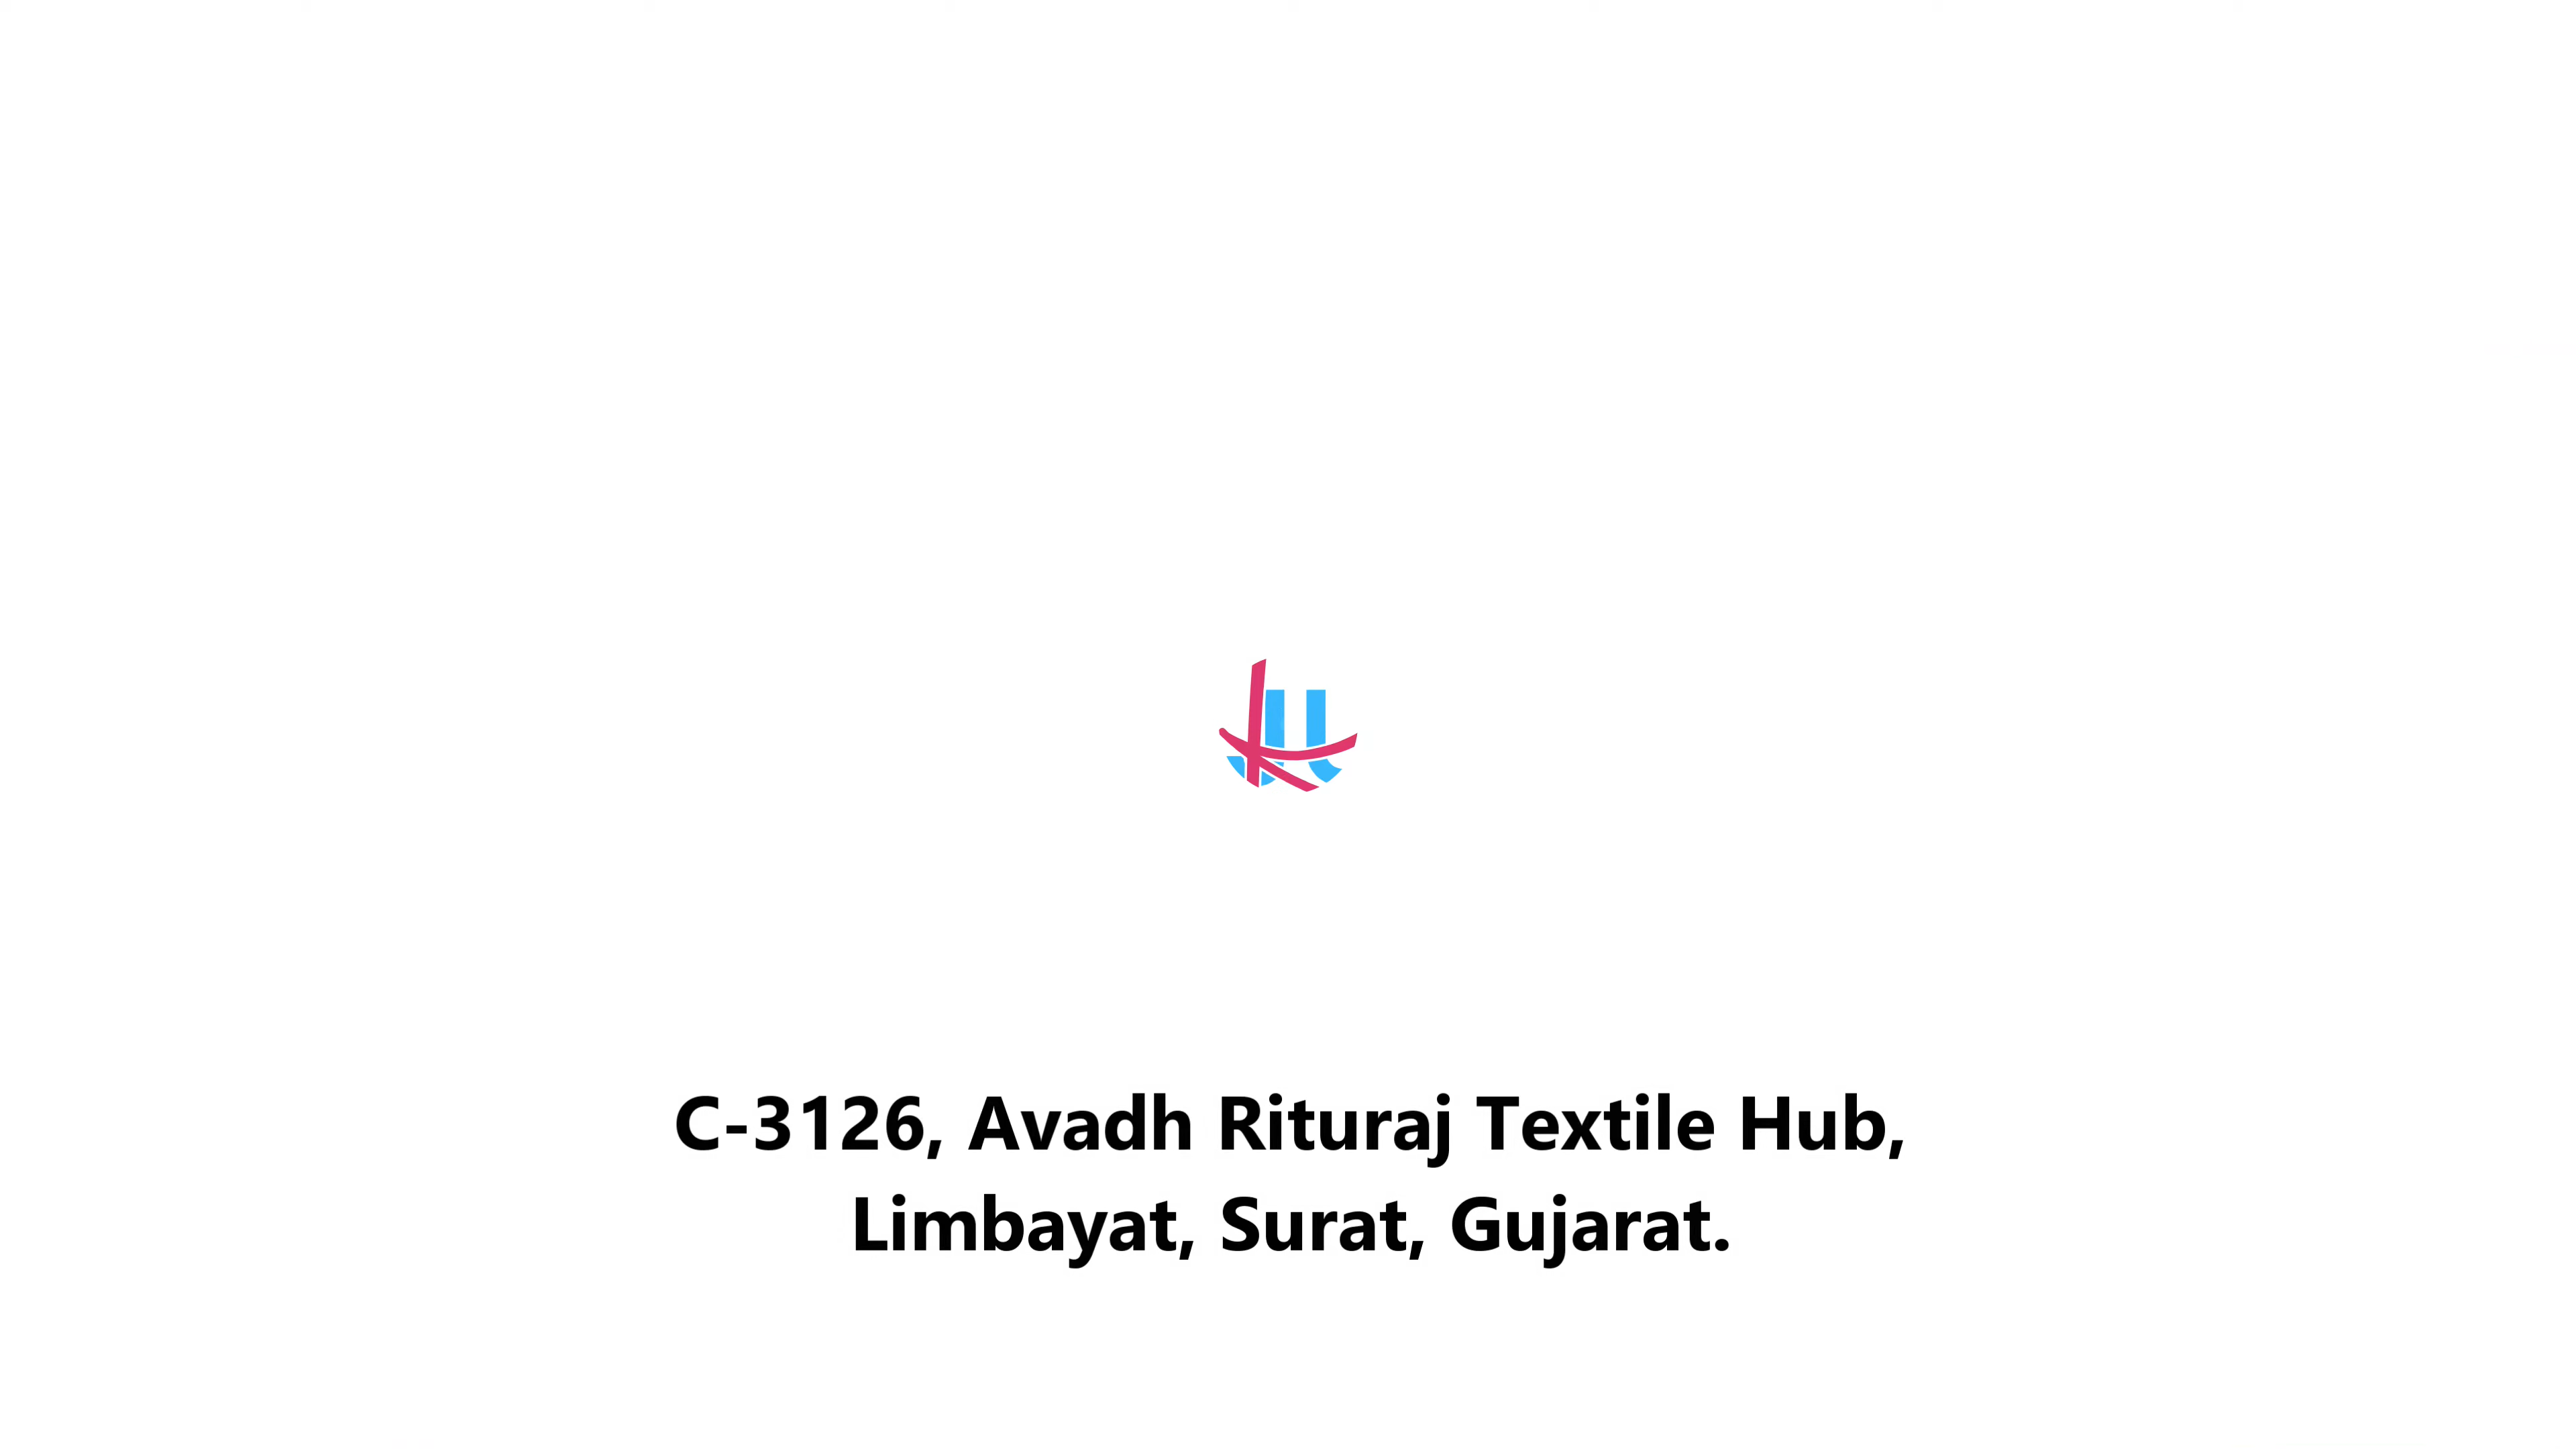 C-3126, Avadh Rituraj Textile Hub,
Limbayat, Surat, Gujarat.